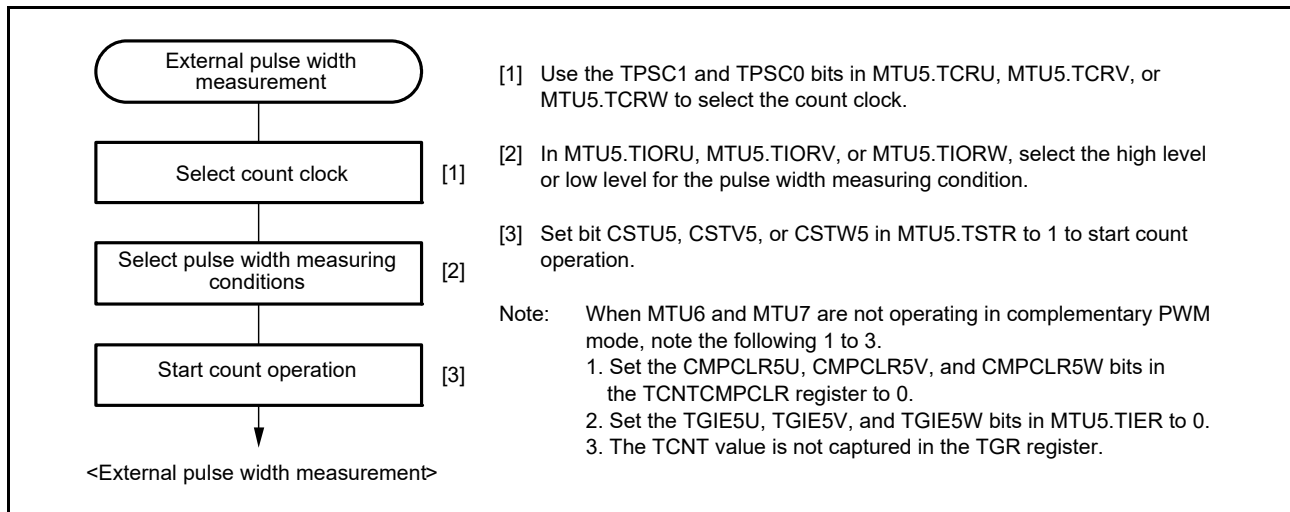 External pulse width
measurement
Select count clock
[1]
Select pulse width measuring
conditions
[2]
Start count operation
[3]
<External pulse width measurement>
[1] Use the TPSC1 and TPSC0 bits in MTU5.TCRU, MTU5.TCRV, or
MTU5.TCRW to select the count clock.
[2] In MTU5.TIORU, MTU5.TIORV, or MTU5.TIORW, select the high level
or low level for the pulse width measuring condition.
[3] Set bit CSTU5, CSTV5, or CSTW5 in MTU5.TSTR to 1 to start count
operation.
Note: When MTU6 and MTU7 are not operating in complementary PWM
mode, note the following 1 to 3.
1. Set the CMPCLR5U, CMPCLR5V, and CMPCLR5W bits in
the TCNTCMPCLR register to 0.
2. Set the TGIE5U, TGIE5V, and TGIE5W bits in MTU5.TIER to 0.
3. The TCNT value is not captured in the TGR register.